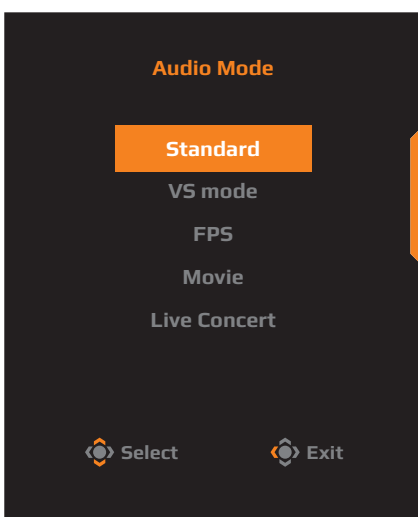 Audio Mode
Standard
VS mode
FPS
Movie
Live Concert
Select Exit